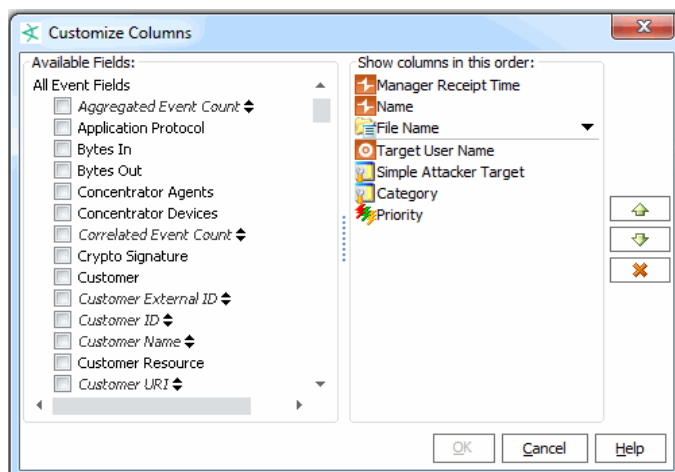 Customize Columns
Available Fields:
All Event Fields
Aggregated Event Count
Application Protocol
Bytes In
Bytes Out
Concentrator Agents
Concentrator Devices
Correlated Event Count
Crypto Signature
Customer
Customer External ID
Customer ID
Customer Name
Customer Resource
Customer URI
Show columns in this order:
Manager Receipt Time
Name
File Name
Target User Name
Simple Attacker Target
Category
Priority
OK
Cancel
Help